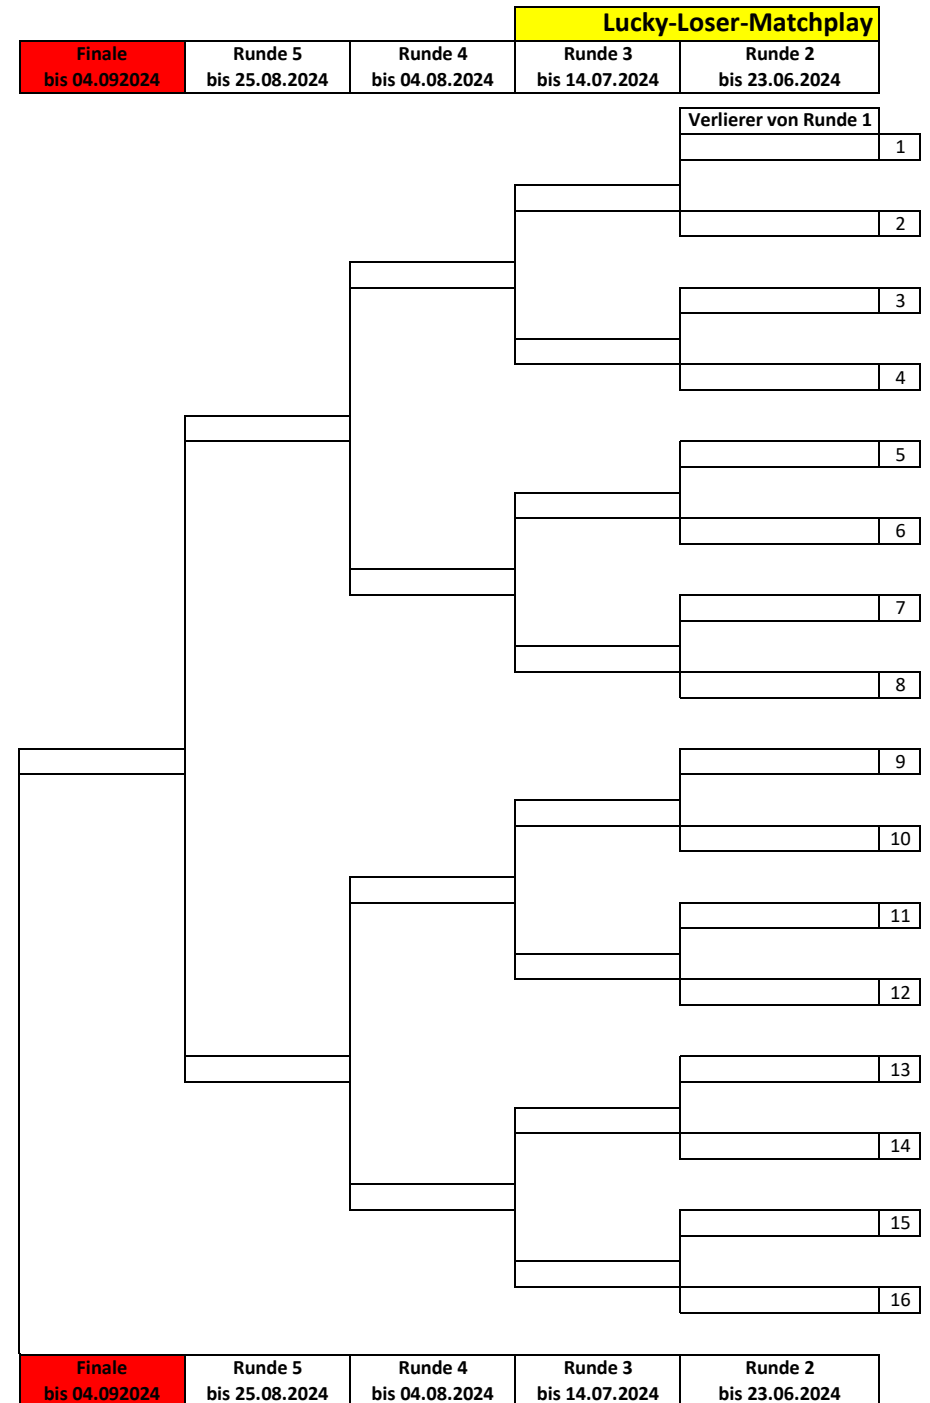 Lucky-Loser-Matchplay
Finale Runde 5 Runde 4 Runde 3 Runde 2
bis 04.092024 bis 25.08.2024 bis 04.08.2024 bis 14.07.2024 bis 23.06.2024
Verlierer von Runde 1
1
2
3
4
5
6
7
8
9
10
11
12
13
14
15
16
Finale Runde 5 Runde 4 Runde 3 Runde 2
bis 04.092024 bis 25.08.2024 bis 04.08.2024 bis 14.07.2024 bis 23.06.2024